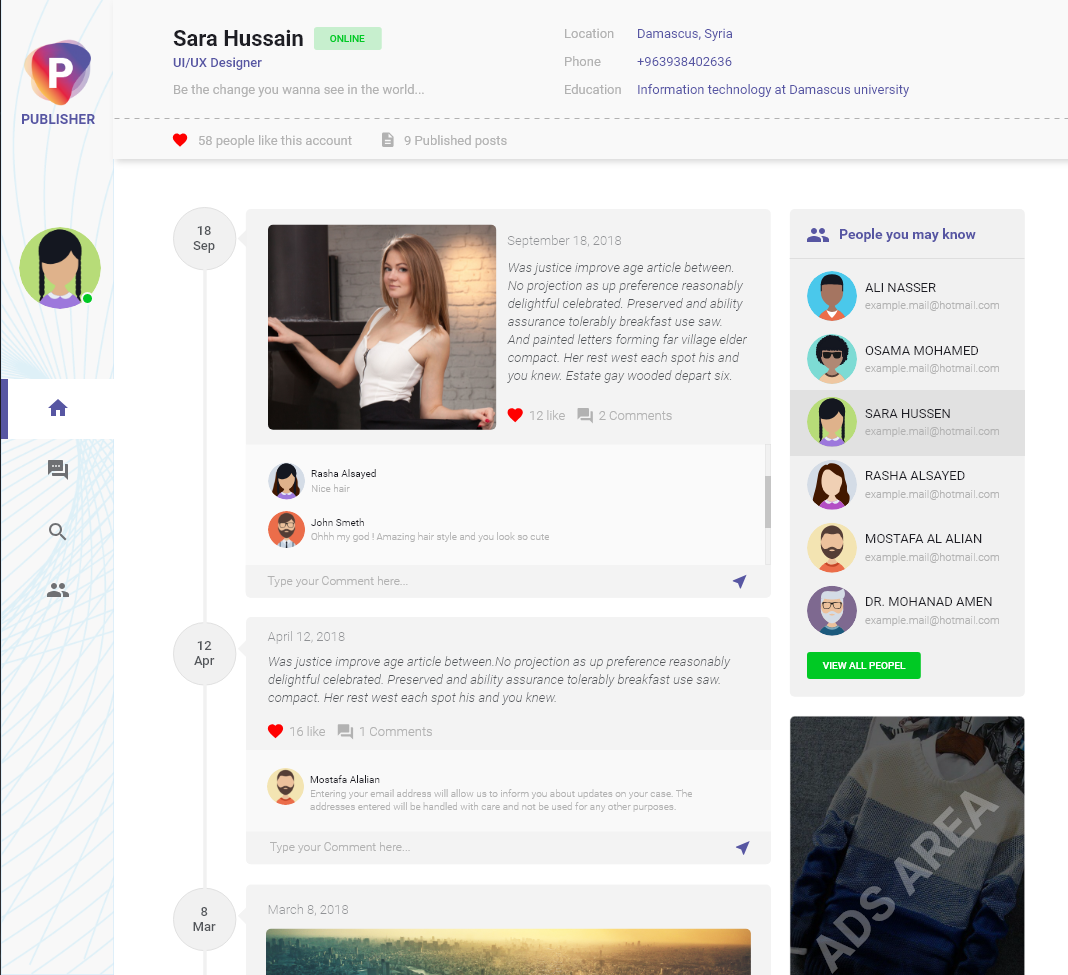 P
PUBLISHER
Sara Hussain
ONLINE
UI/UX Designer
Be the change you wanna see in the world...
Location Damascus, Syria
Phone +963938402636
Education Information technology at Damascus university
58 people like this account
9 Published posts
18
Sep
September 18, 2018
Was justice improve age article between.
No projection as up preference reasonably
delightful celebrated. Preserved and ability
assurance tolerably breakfast use saw.
And painted letters forming far village elder
compact. Her rest west each spot his and
you knew. Estate gay wooded depart six.
12 like
2 Comments
Rasha Alsayed
Nice hair
John Smeth
Ohhh my god ! Amazing hair style and you look so cute
Type your Comment here...
12
Apr
April 12, 2018
Was justice improve age article between.No projection as up preference reasonably
delightful celebrated. Preserved and ability assurance tolerably breakfast use saw.
compact. Her rest west each spot his and you knew.
16 like
1 Comments
Mostafa Alalian
Entering your email address will allow us to inform you about updates on your case. The
addresses entered will be handled with care and not be used for any other purposes.
Type your Comment here...
8
Mar
March 8, 2018
People you may know
ALI NASSER
example.mail@hotmail.com
OSAMA MOHAMED
example.mail@hotmail.com
SARA HUSSEN
example.mail@hotmail.com
RASHA ALSAYED
example.mail@hotmail.com
MOSTAFA AL ALIAN
example.mail@hotmail.com
DR. MOHANAD AMEN
example.mail@hotmail.com
VIEW ALL PEOPEL
ADS AREA